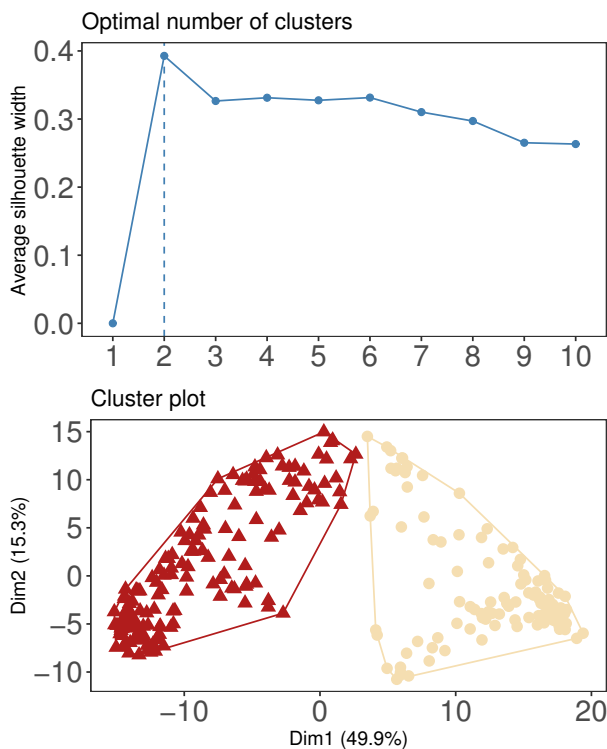 Optimal number of clusters
Average silhouette width
0.4
0.3
0.2
0.1
0.0
1 2 3 4 5 6 7 8 9 10
Cluster plot
Dim2 (15.3%)
15
10
5
0
−5
−10
−10 0 10 20
Dim1 (49.9%)